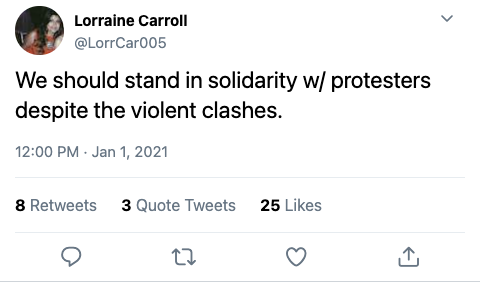 Lorraine Carroll
@LorrCar005
We should stand in solidarity w/ protesters
despite the violent clashes.
12:00 PM · Jan 1, 2021
8 Retweets 3 Quote Tweets 25 Likes